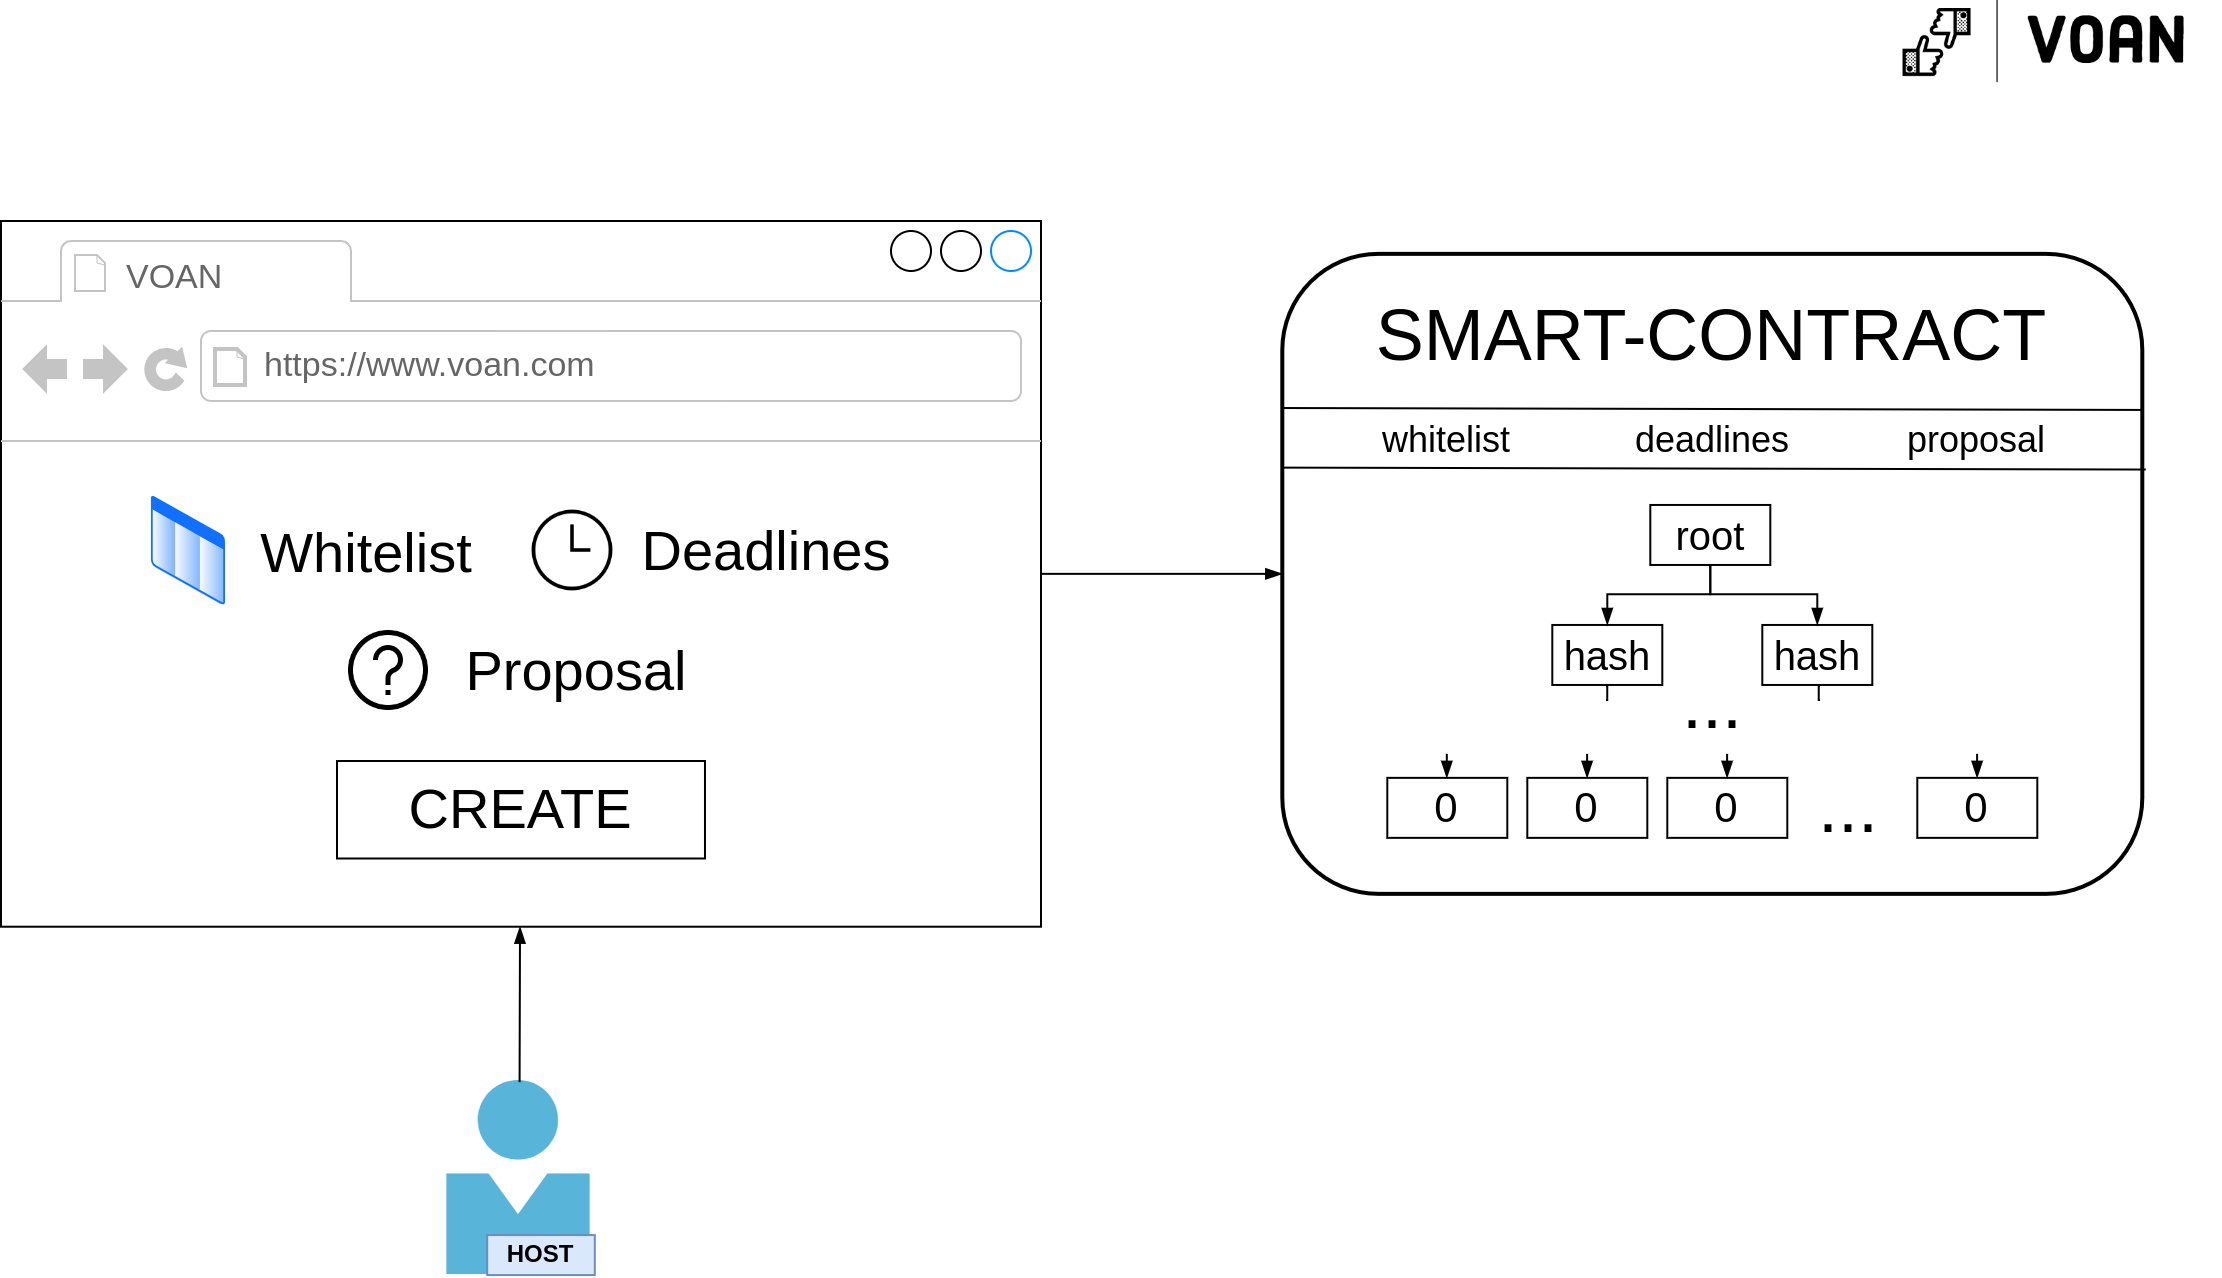 VOAN
VOAN
https://www.voan.com
Whitelist
Deadlines
Proposal
CREATE
HOST
SMART-CONTRACT
whitelist deadlines proposal
root
hash hash
...
0 0 0 ... 0